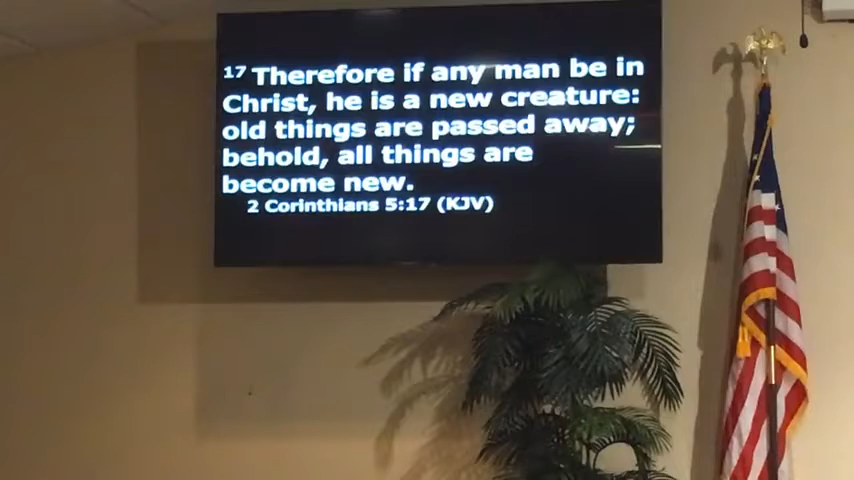 17 Therefore if any man be in
Christ, he is a new creature:
old things are passed away;
behold, all things are
become new.
2 Corinthians 5:17 (KJV)